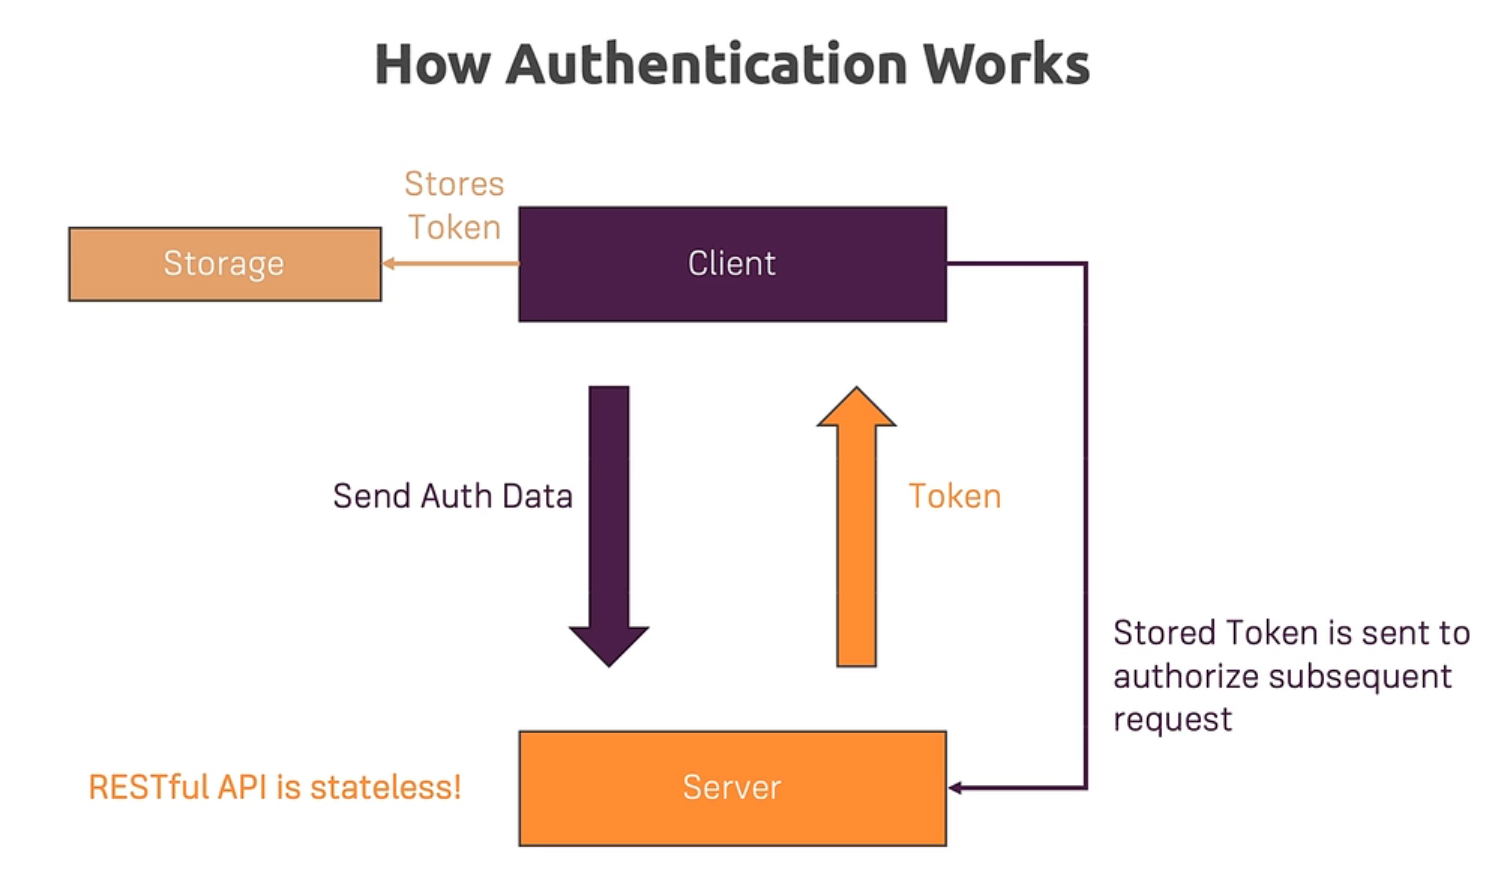 How Authentication Works
Stores
Token
Storage
Client
Send Auth Data
Token
Stored Token is sent to
authorize subsequent
request
RESTful API is stateless!
Server